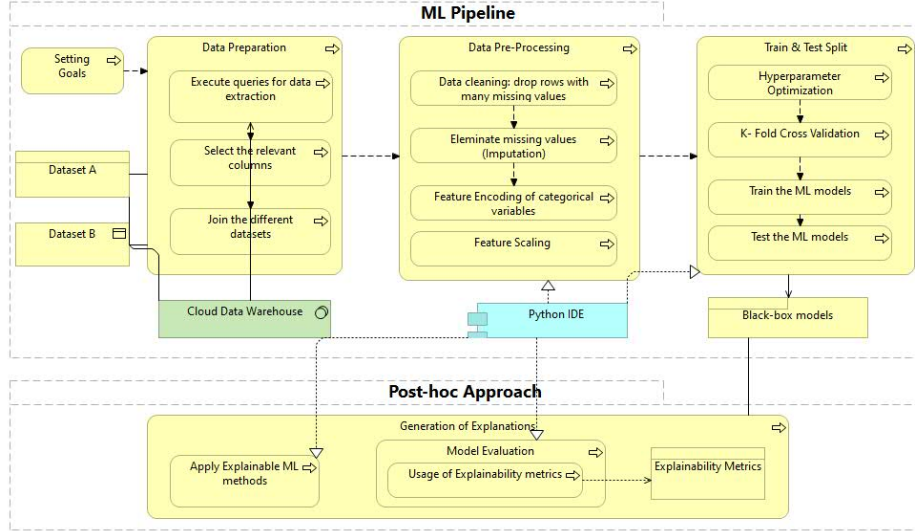 ML Pipeline
Setting
Goals
Data Preparation
Execute queries for data
extraction
Select the relevant
columns
Join the different
datasets
Data Pre-Processing
Data cleaning: drop rows with
many missing values
Eleminate missing values
(Imputation)
Feature Encoding of categorical
variables
Feature Scaling
Train & Test Split
Hyperparameter
Optimization
K- Fold Cross Validation
Train the ML models
Test the ML models
Dataset A
Dataset B
Cloud Data Warehouse
Python IDE
Black-box models
Post-hoc Approach
Generation of Explanations
Apply Explainable ML
methods
Model Evaluation
Usage of Explainability metrics
Explainability Metrics